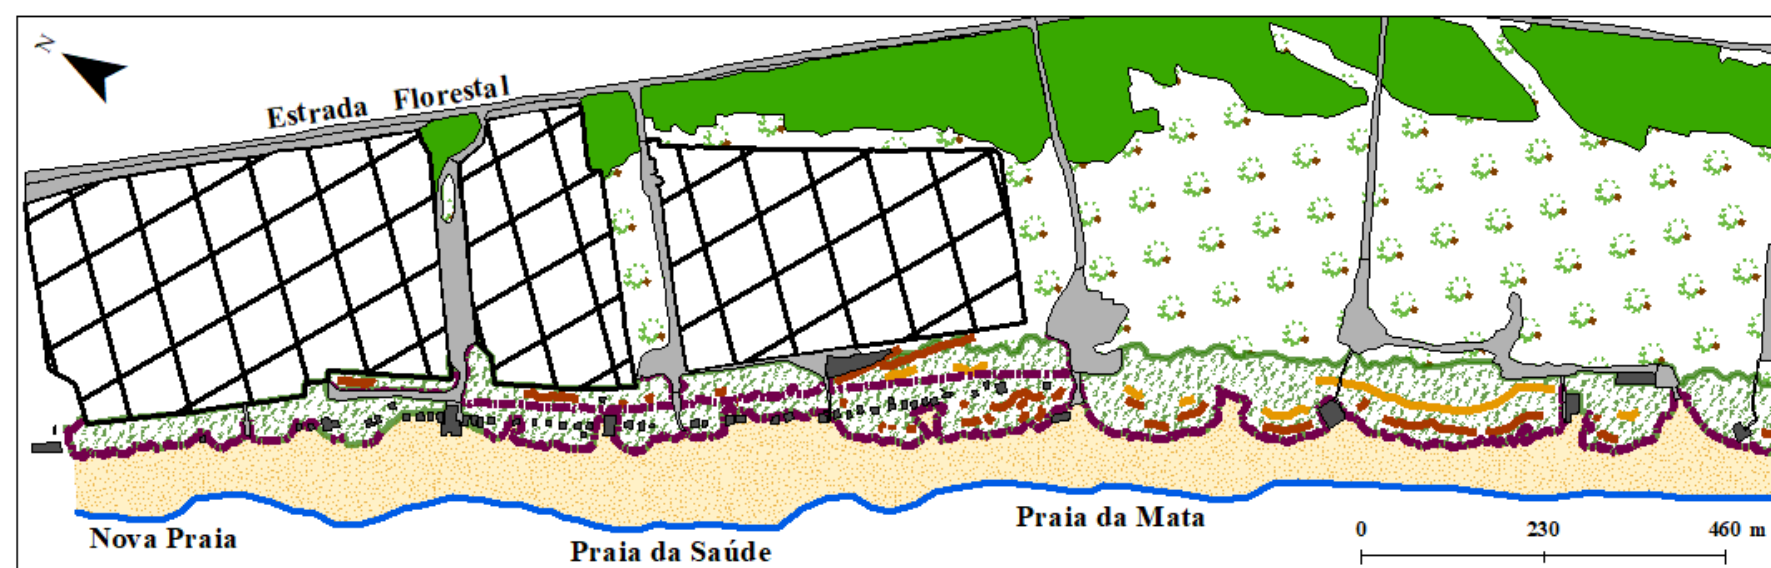 N
Estrada Florestal
Nova Praia
Praia da Saúde
Praia da Mata
0 230 460 m